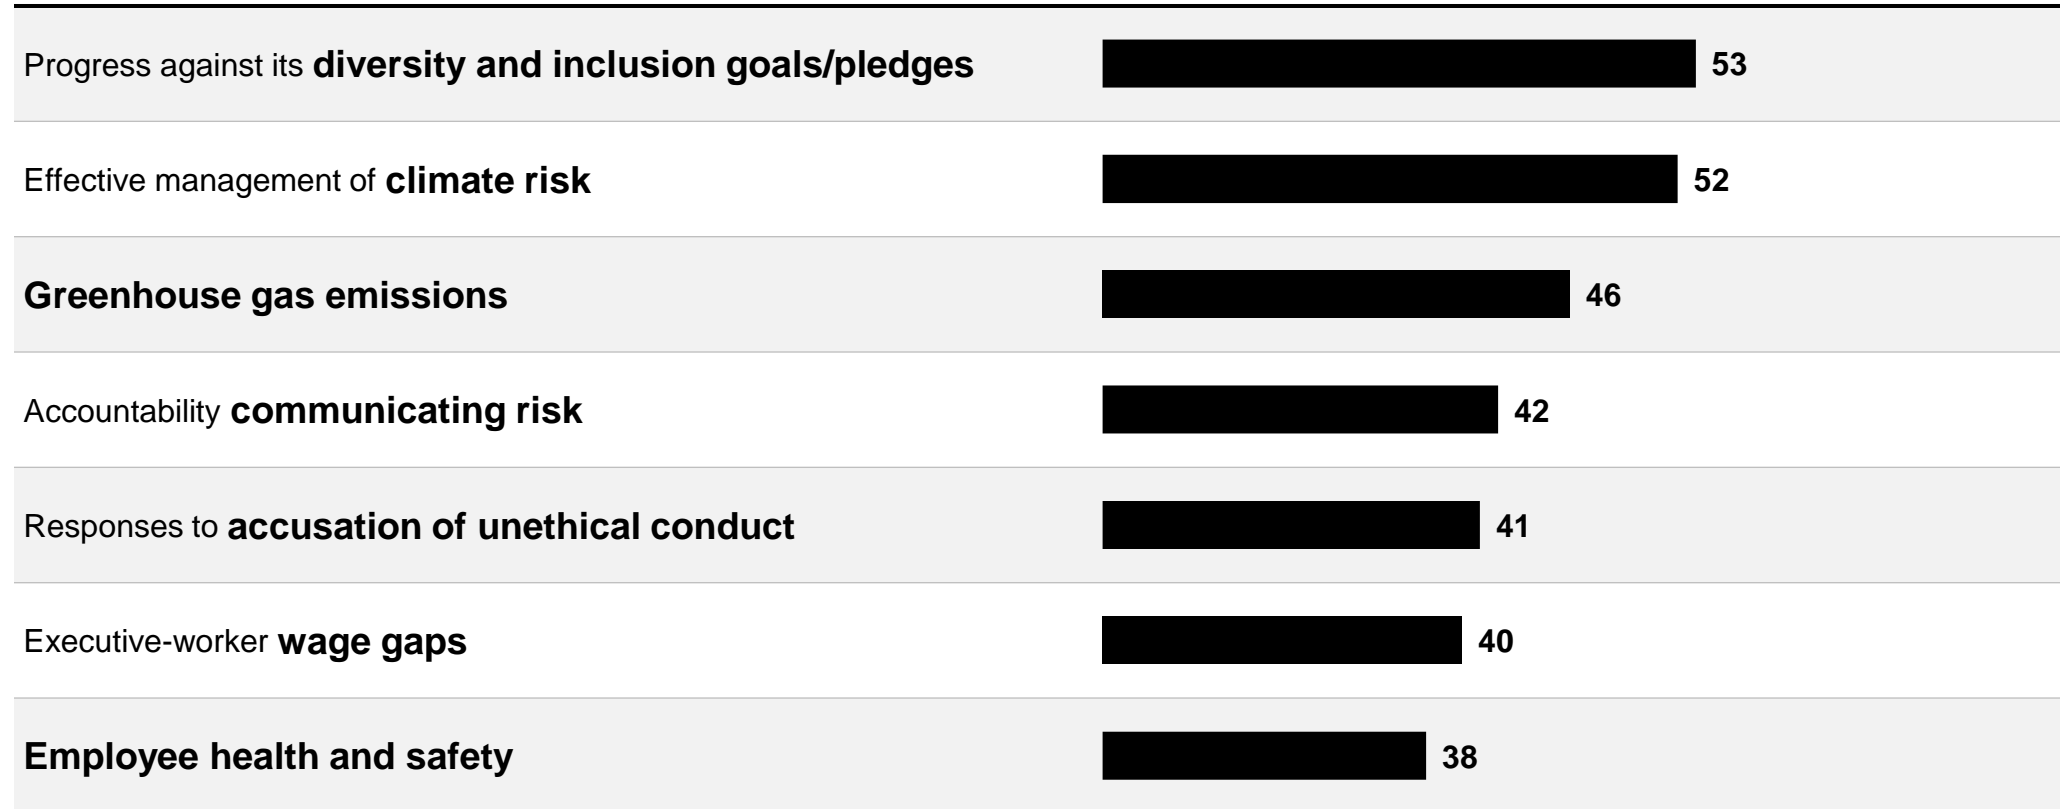 Progress against its diversity and inclusion goals/pledges 53
Effective management of climate risk 52
Greenhouse gas emissions 46
Accountability communicating risk 42
Responses to accusation of unethical conduct 41
Executive-worker wage gaps 40
Employee health and safety 38